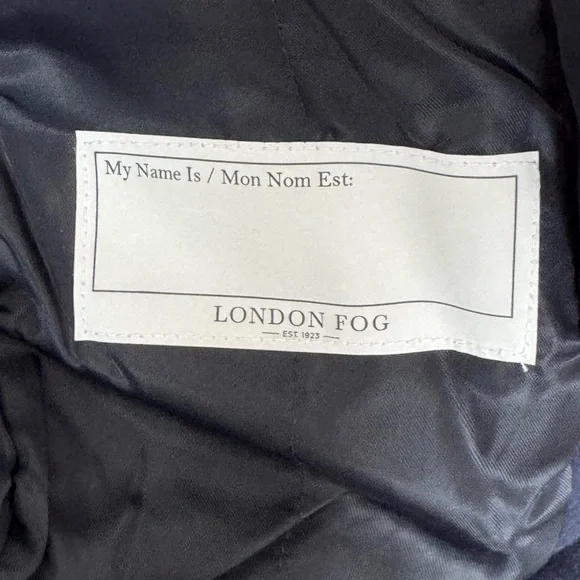 My Name Is / Mon Nom Est:
LONDON FOG
EST. 1923